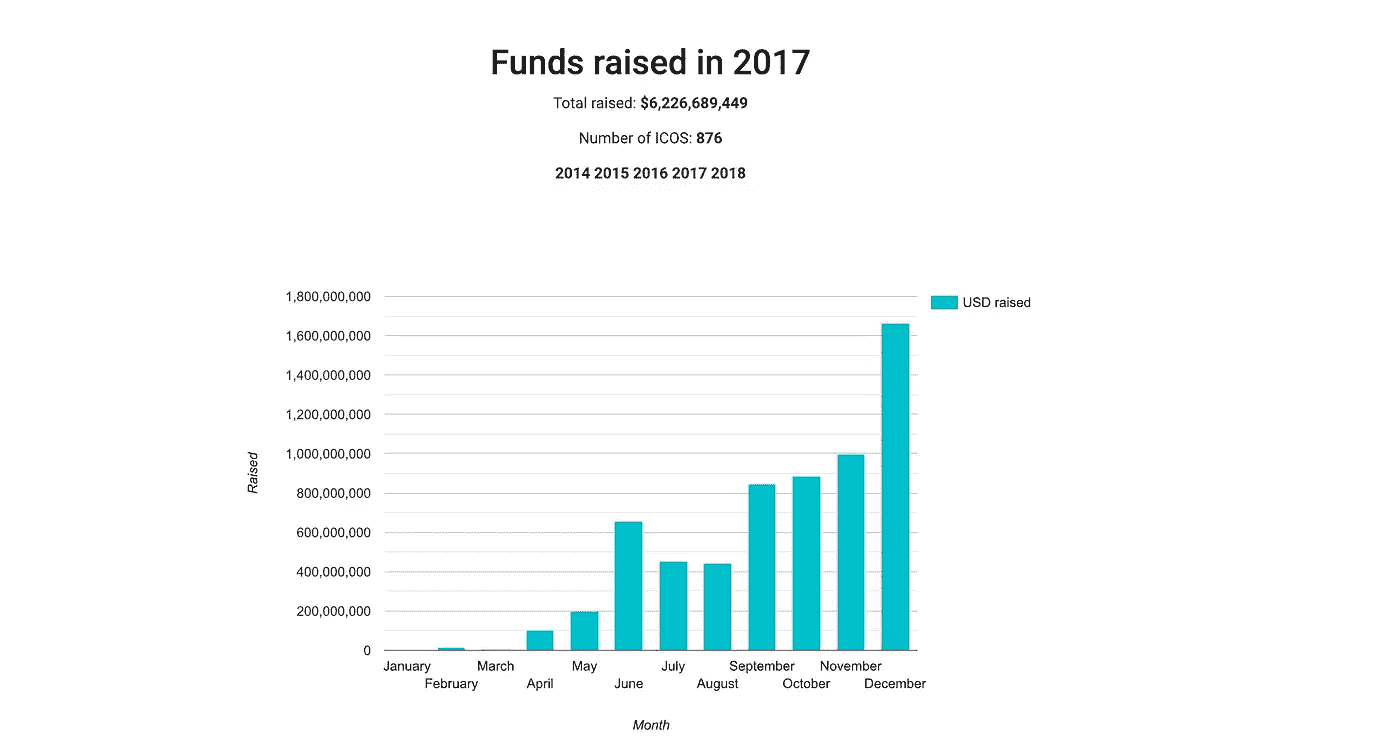 Funds raised in 2017
Total raised: $6,226,689,449
Number of ICOS: 876
2014 2015 2016 2017 2018
1,800,000,000
USD raised
1,600,000,000
1,400,000,000
1,200,000,000
1,000,000,000
Raised
800,000,000
600,000,000
400,000,000
200,000,000
0
January March May July September November
February April June August October December
Month